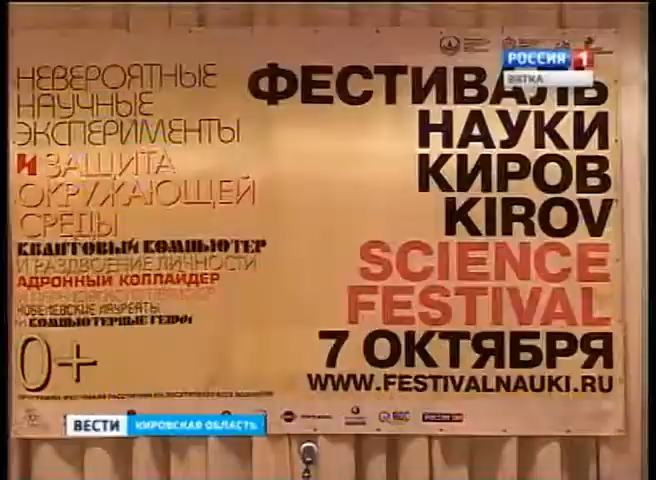 НЕВЕРОЯТНЫЕ
НАУЧНЫЕ
ЭКСПЕРИМЕНТЫ
И ЗАЩИТА
ОКРУЖАЮЩЕЙ
СРЕДЫ
КВАНТОВЫЙ КОМПЬЮТЕР
И РАЗДВОЕНИЕ ЛИЧНОСТИ
АДРОННЫЙ КОЛЛАЙДЕР
НОБЕЛЕВСКИЕ ЛАУРЕАТЫ
И КОМПЬЮТЕРНЫЕ ГЕНИИ
0+
ФЕСТИВАЛЬ
НАУКИ
КИРОВ
KIROV
SCIENCE
FESTIVAL
7 ОКТЯБРЯ
WWW.FESTIVALNAUKI.RU
РОССИЯ 1
ВЯТКА
ВЕСТИ КИРОВСКАЯ ОБЛАСТЬ